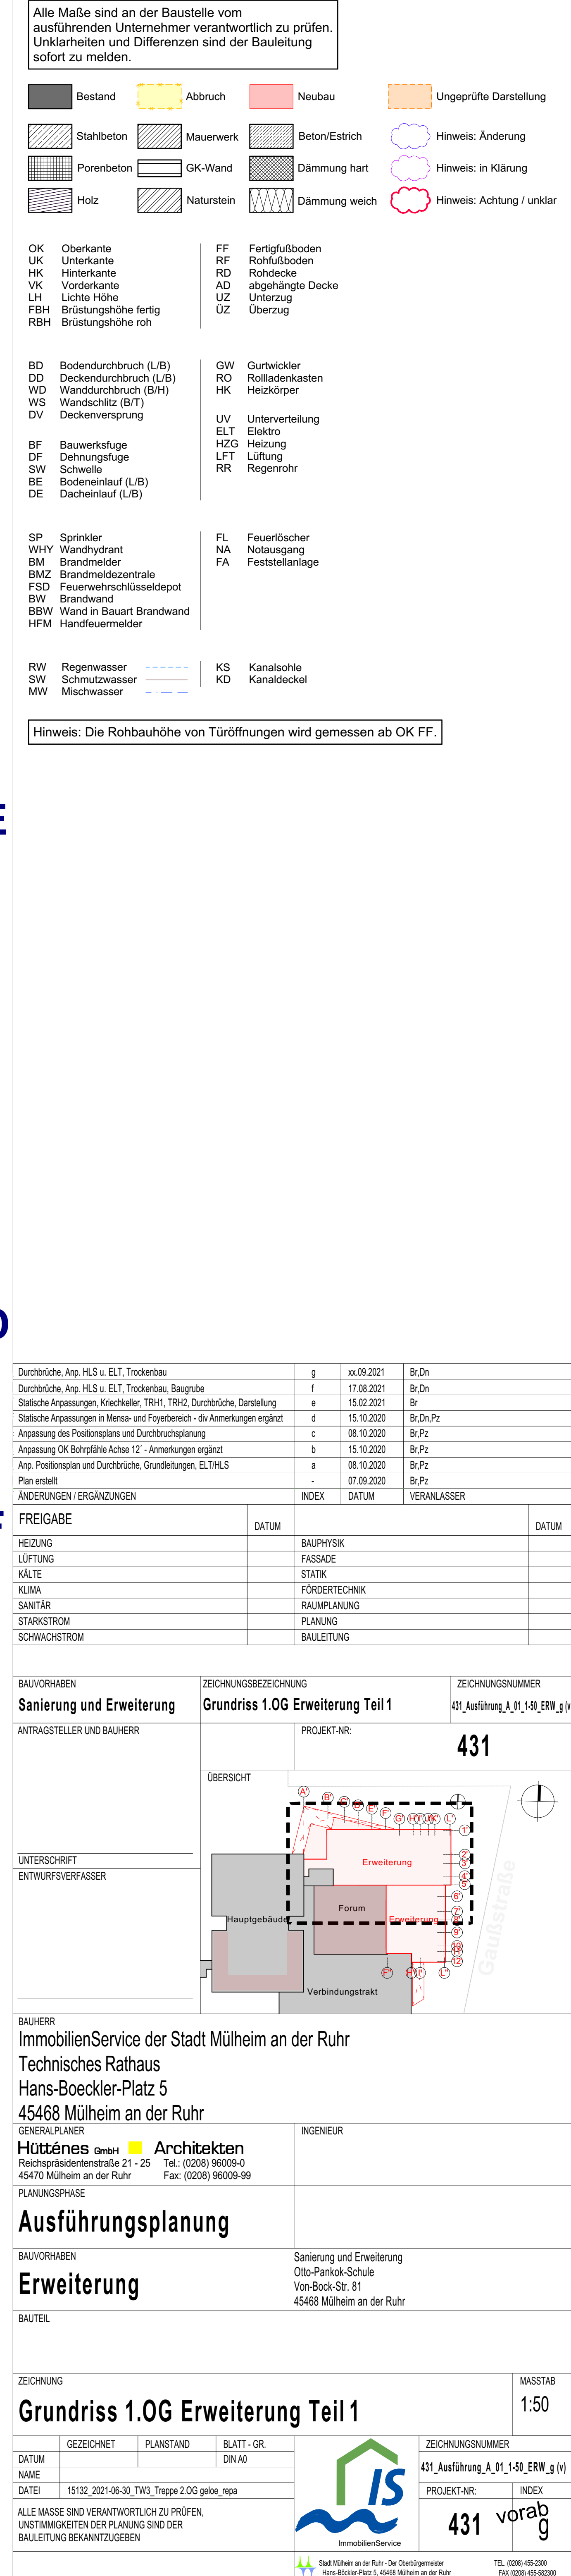 Alle Maße sind an der Baustelle vom
ausführenden Unternehmer verantwortlich zu prüfen.
Unklarheiten und Differenzen sind der Bauleitung
sofort zu melden.
Bestand Abbruch Neubau Ungeprüfte Darstellung
Stahlbeton Mauerwerk Beton/Estrich Hinweis: Änderung
Porenbeton GK-Wand Dämmung hart Hinweis: in Klärung
Holz Naturstein Dämmung weich Hinweis: Achtung / unklar
OK Oberkante FF Fertigfußboden
UK Unterkante RF Rohfußboden
HK Hinterkante RD Rohdecke
VK Vorderkante AD abgehängte Decke
LH Lichte Höhe UZ Unterzug
FBH Brüstungshöhe fertig ÜZ Überzug
RBH Brüstungshöhe roh
BD Bodendurchbruch (L/B) GW Gurtwickler
DD Deckendurchbruch (L/B) RO Rollladenkasten
WD Wanddurchbruch (B/H) HK Heizkörper
WS Wandschlitz (B/T)
DV Deckenversprung UV Unterverteilung
ELT Elektro
BF Bauwerksfuge HZG Heizung
DF Dehnungsfuge LFT Lüftung
SW Schwelle RR Regenrohr
BE Bodeneinlauf (L/B)
DE Dacheinlauf (L/B)
SP Sprinkler FL Feuerlöscher
WHY Wandhydrant NA Notausgang
BM Brandmelder FA Feststellanlage
BMZ Brandmeldezentrale
FSD Feuerwehrschlüsseldepot
BW Brandwand
BBW Wand in Bauart Brandwand
HFM Handfeuermelder
RW Regenwasser KS Kanalsohle
SW Schmutzwasser KD Kanaldeckel
MW Mischwasser
Hinweis: Die Rohbauhöhe von Türöffnungen wird gemessen ab OK FF.
Durchbrüche, Anp. HLS u. ELT, Trockenbau g xx.09.2021 Br,Dn
Durchbrüche, Anp. HLS u. ELT, Trockenbau, Baugrube f 17.08.2021 Br,Dn
Statische Anpassungen, Kriechkeller, TRH1, TRH2, Durchbrüche, Darstellung e 15.02.2021 Br
Statische Anpassungen in Mensa- und Foyerbereich - div Anmerkungen ergänzt d 15.10.2020 Br,Dn,Pz
Anpassung des Positionsplans und Durchbruchsplanung c 08.10.2020 Br,Pz
Anpassung OK Bohrpfähle Achse 12´ - Anmerkungen ergänzt b 15.10.2020 Br,Pz
Anp. Positionsplan und Durchbrüche, Grundleitungen, ELT/HLS a 08.10.2020 Br,Pz
Plan erstellt - 07.09.2020 Br,Pz
ÄNDERUNGEN / ERGÄNZUNGEN INDEX DATUM VERANLASSER
FREIGABE DATUM DATUM
HEIZUNG BAUPHYSIK
LÜFTUNG FASSADE
KÄLTE STATIK
KLIMA FÖRDERTECHNIK
SANITÄR RAUMPLANUNG
STARKSTROM PLANUNG
SCHWACHSTROM BAULEITUNG
BAUVORHABEN ZEICHNUNGSBEZEICHNUNG ZEICHNUNGSNUMMER
Sanierung und Erweiterung Grundriss 1.OG Erweiterung Teil 1 431_Ausführung_A_01_1-50_ERW_g (v
ANTRAGSTELLER UND BAUHERR PROJEKT-NR:
431
ÜBERSICHT
A' B' C' D' E' F' G' H' I' J' K' L'
1'
2'
3'
4'
5'
6'
7'
8'
9'
10
11
12
Erweiterung
Forum
Hauptgebäude Erweiterung
Gaußstraße
F' H' I' L'
Verbindungstrakt
UNTERSCHRIFT
ENTWURFSVERFASSER
BAUHERR
ImmobilienService der Stadt Mülheim an der Ruhr
Technisches Rathaus
Hans-Boeckler-Platz 5
45468 Mülheim an der Ruhr
GENERALPLANER INGENIEUR
Hütténes GmbH Architekten
Reichspräsidentenstraße 21 - 25 Tel.: (0208) 96009-0
45470 Mülheim an der Ruhr Fax: (0208) 96009-99
PLANUNGSPHASE
Ausführungsplanung
BAUVORHABEN
Erweiterung
Sanierung und Erweiterung
Otto-Pankok-Schule
Von-Bock-Str. 81
45468 Mülheim an der Ruhr
BAUTEIL
ZEICHNUNG MASSTAB
Grundriss 1.OG Erweiterung Teil 1 1:50
GEZEICHNET PLANSTAND BLATT - GR. ZEICHNUNGSNUMMER
DATUM DIN A0
NAME 431_Ausführung_A_01_1-50_ERW_g (v)
DATEI 15132_2021-06-30_TW3_Treppe 2.OG geloe_repa PROJEKT-NR: INDEX
ALLE MASSE SIND VERANTWORTLICH ZU PRÜFEN,
UNSTIMMIGKEITEN DER PLANUNG SIND DER
BAULEITUNG BEKANNTZUGEBEN
IS
ImmobilienService
431 vorab g
Stadt Mülheim an der Ruhr - Der Oberbürgermeister TEL. (0208) 455-2300
Hans-Böckler-Platz 5, 45468 Mülheim an der Ruhr FAX (0208) 455-582300